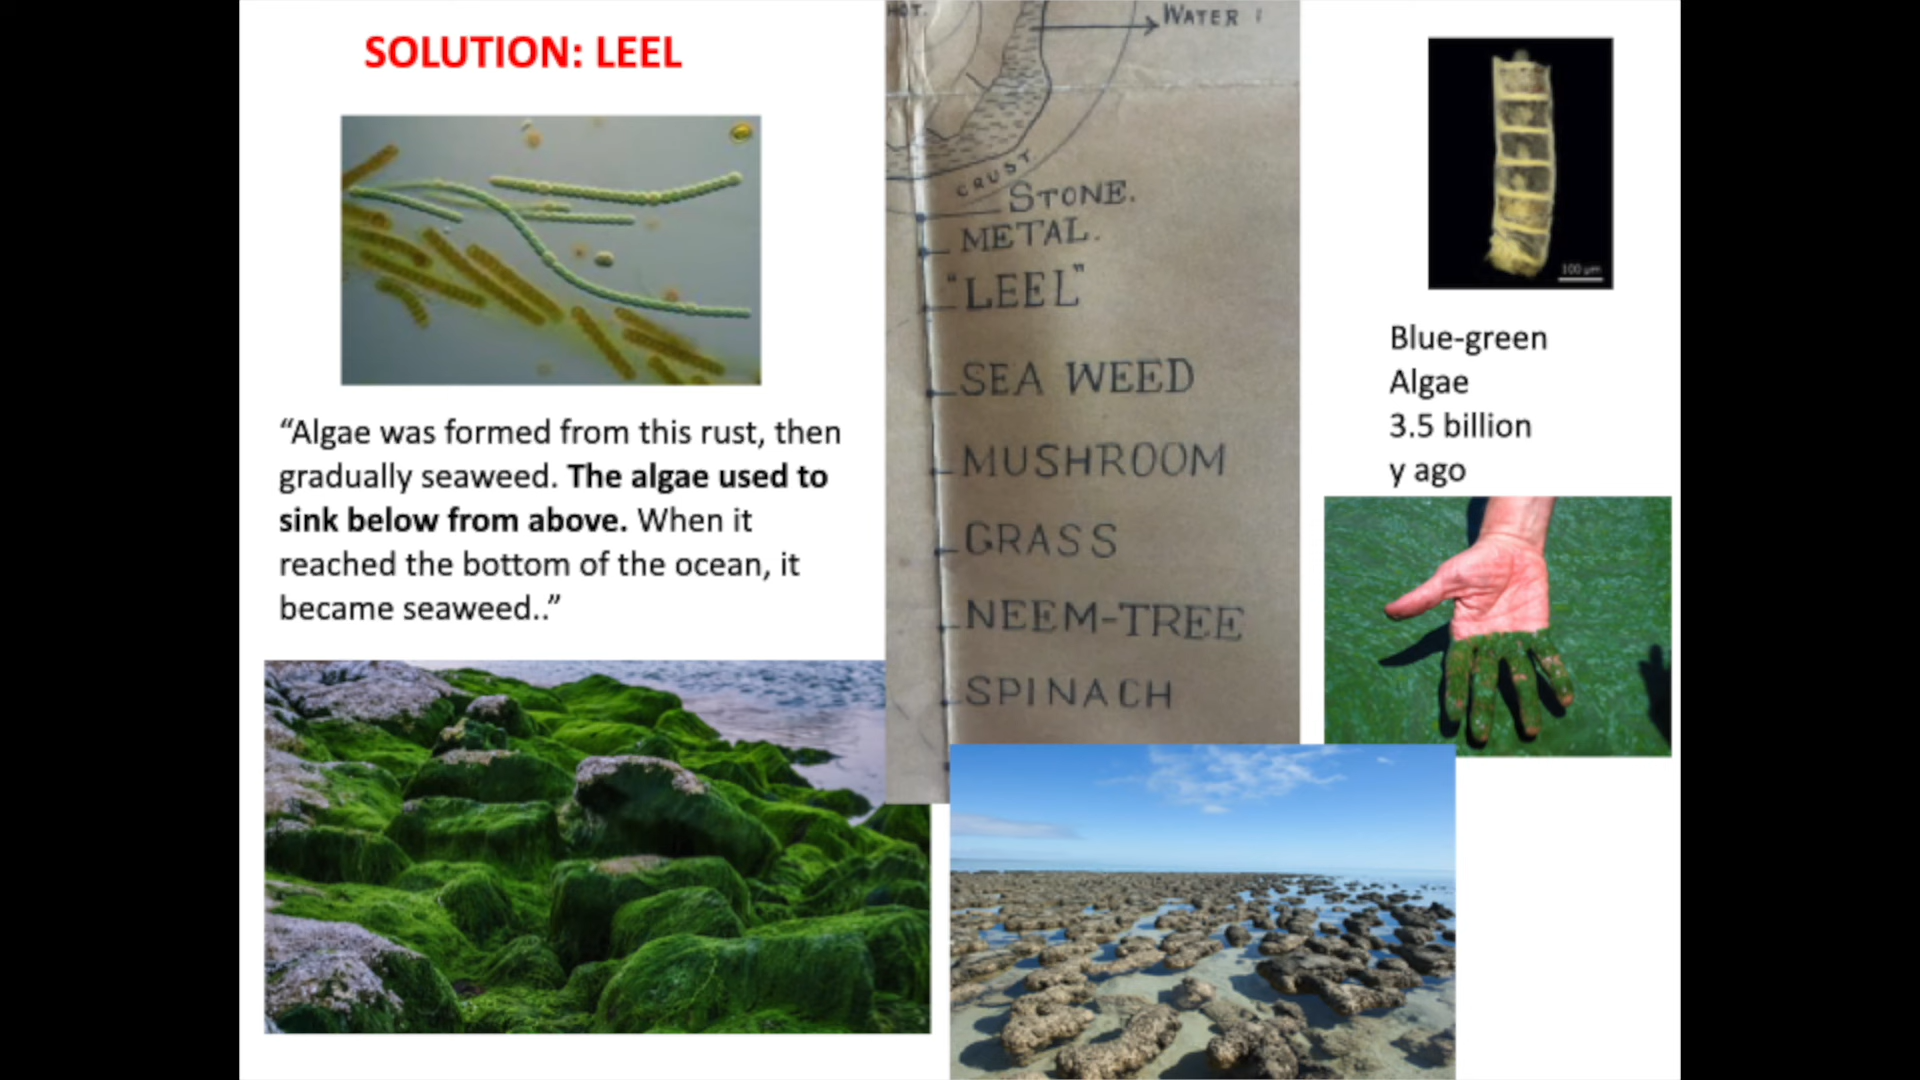 SOLUTION: LEEL
“Algae was formed from this rust, then
gradually seaweed. The algae used to
sink below from above. When it
reached the bottom of the ocean, it
became seaweed..”
WATER
CRUST
STONE.
METAL.
“LEEL”
SEA WEED
MUSHROOM
GRASS
NEEM-TREE
SPINACH
100 µm
Blue-green
Algae
3.5 billion
y ago